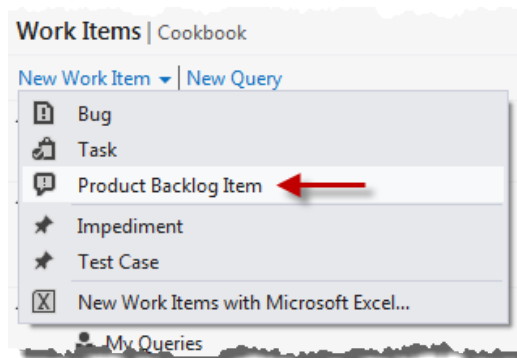 Work Items | Cookbook
New Work Item | New Query
Bug
Task
Product Backlog Item
Impediment
Test Case
New Work Items with Microsoft Excel...
My Queries